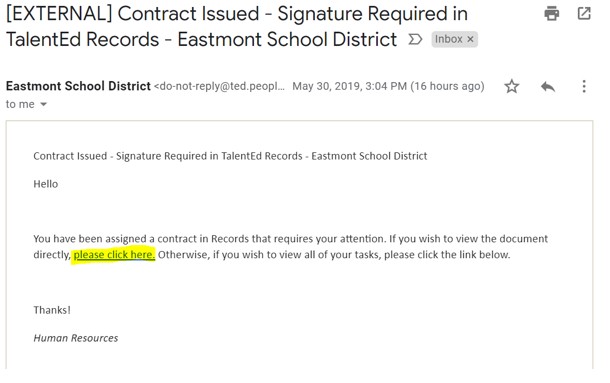 [EXTERNAL] Contract Issued - Signature Required in
TalentEd Records - Eastmont School District Inbox ×
Eastmont School District <do-not-reply@ted.peopl... May 30, 2019, 3:04 PM (16 hours ago)
to me
Contract Issued - Signature Required in TalentEd Records - Eastmont School District
Hello
You have been assigned a contract in Records that requires your attention. If you wish to view the document
directly, please click here. Otherwise, if you wish to view all of your tasks, please click the link below.
Thanks!
Human Resources